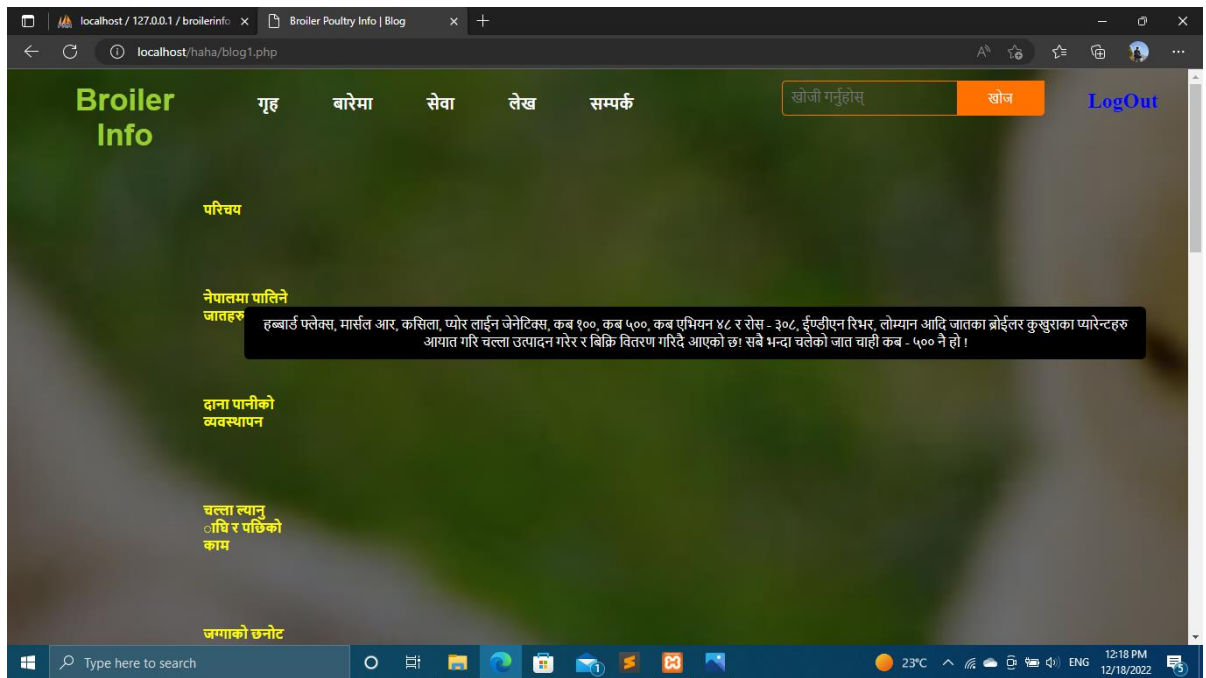 localhost / 127.0.0.1 / broilerinfo
Broiler Poultry Info | Blog
localhost/haha/blog1.php
Broiler
Info
गृह
बारेमा
सेवा
लेख
सम्पर्क
खोजी गर्नुहोस्
खोज
LogOut
परिचय
नेपालमा पालिने
जातहरु
हब्बार्ड फ्लेक्स, मार्सल आर, कसिला, प्योर लाईन जेनेटिक्स, कब १००, कब ५००, कब एभियन ४८ र रोस - ३०८, ईण्डीएन रिभर, लोम्यान आदि जातका ब्रोईलर कुखुराका प्यारेन्टहरु
आयात गरि चल्ला उत्पादन गरेर र बिक्रि वितरण गरिदै आएको छ। सबै भन्दा चलेको जात चाही कब - ५०० नै हो !
दाना पानीको
व्यवस्थापन
चल्ला ल्यानु
ाघि र पछिको
काम
जग्गाको छनोट
Type here to search
1
23°C
ENG
12:18 PM
12/18/2022
5